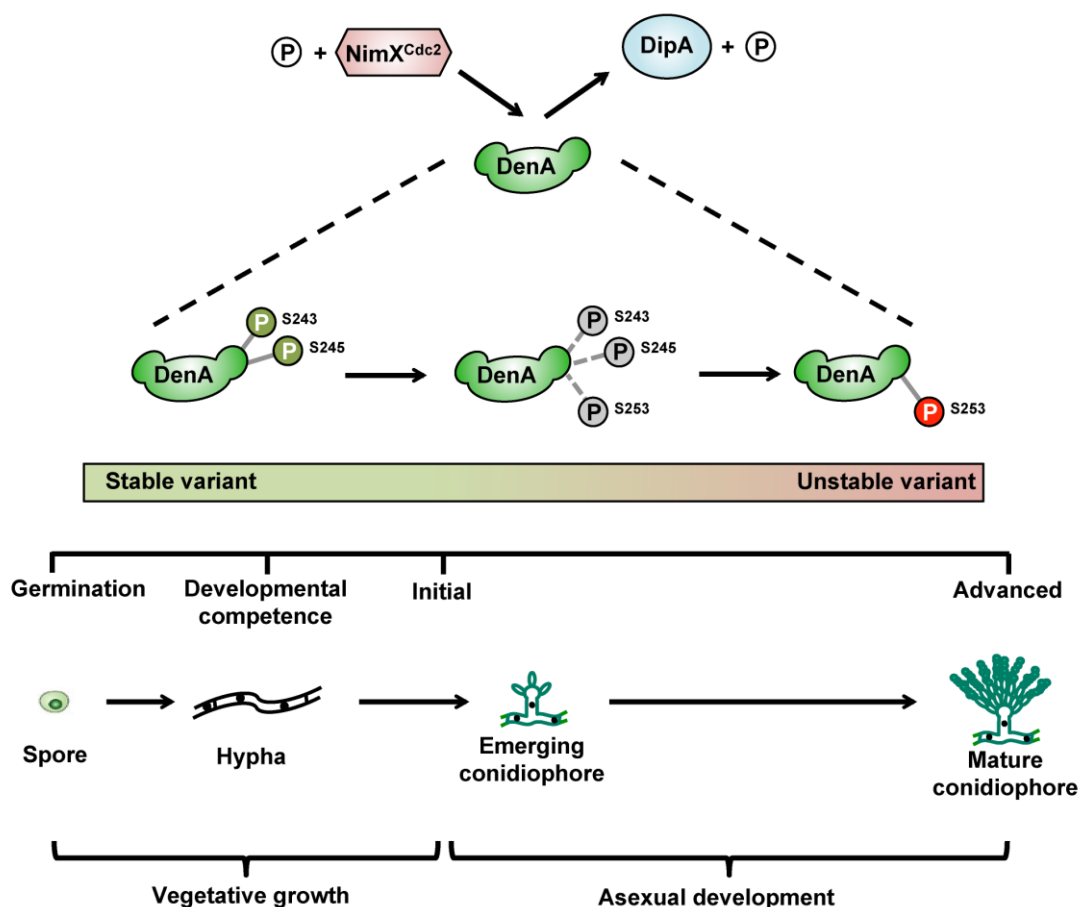 P + NimXCdc2
DipA + P
DenA
DenA P S243 P S245
DenA P S243 P S245 P S253
DenA P S253
Stable variant
Unstable variant
Germination
Developmental
competence
Initial
Advanced
Spore
Hypha
Emerging
conidiophore
Mature
conidiophore
Vegetative growth
Asexual development